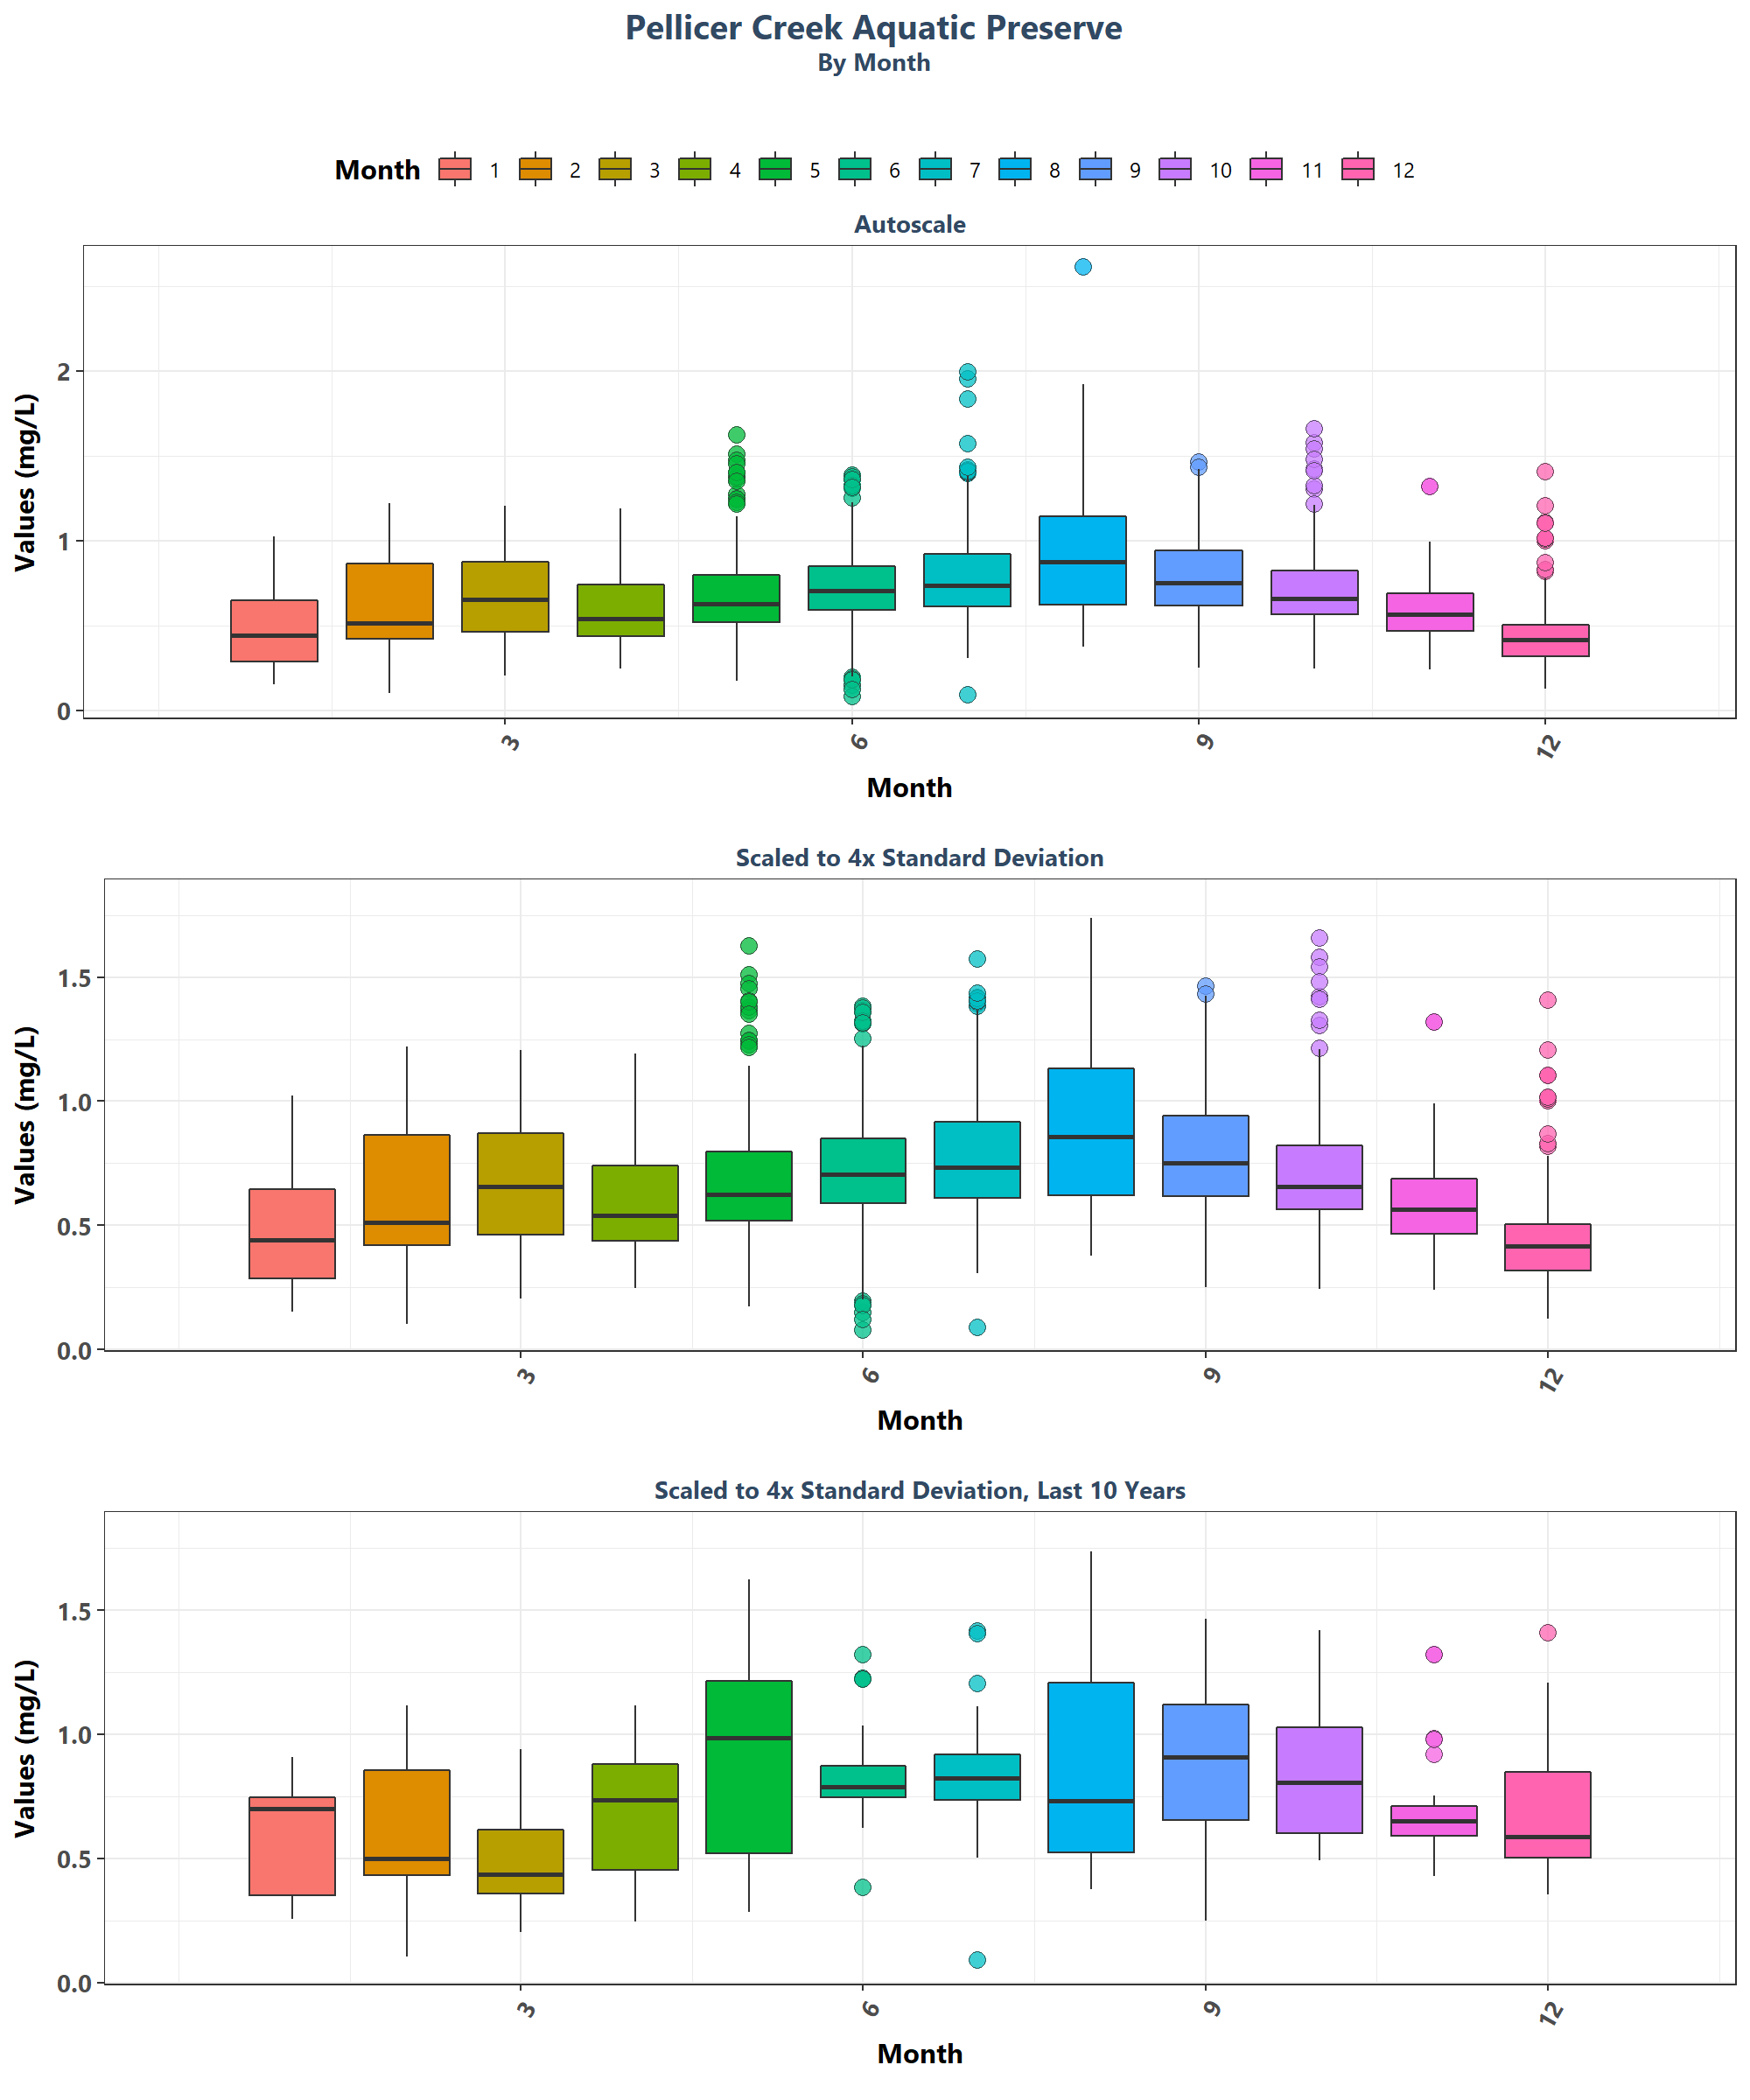 Pellicer Creek Aquatic Preserve
By Month
Month 1 2 3 4 5 6 7 8 9 10 11 12
Autoscale
Values (mg/L)
2
1
0
3 6 9 12
Month
Scaled to 4x Standard Deviation
Values (mg/L)
1.5
1.0
0.5
0.0
3 6 9 12
Month
Scaled to 4x Standard Deviation, Last 10 Years
Values (mg/L)
1.5
1.0
0.5
0.0
3 6 9 12
Month